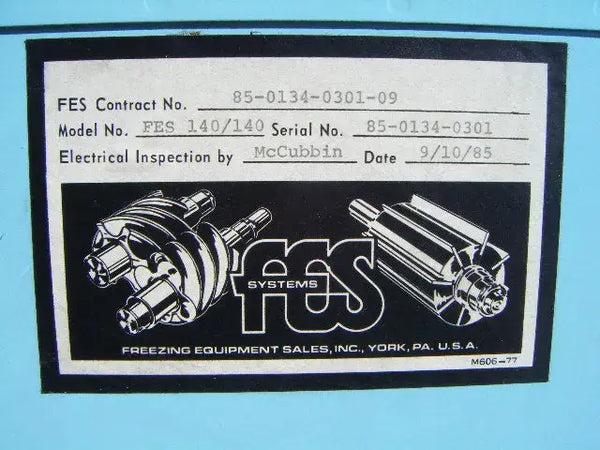 FES Contract No. 85-0134-0301-09
Model No. FES 140/140 Serial No. 85-0134-0301
Electrical Inspection by McCubbin Date 9/10/85
FES
SYSTEMS
FREEZING EQUIPMENT SALES, INC., YORK, PA. U.S.A.
M606-77